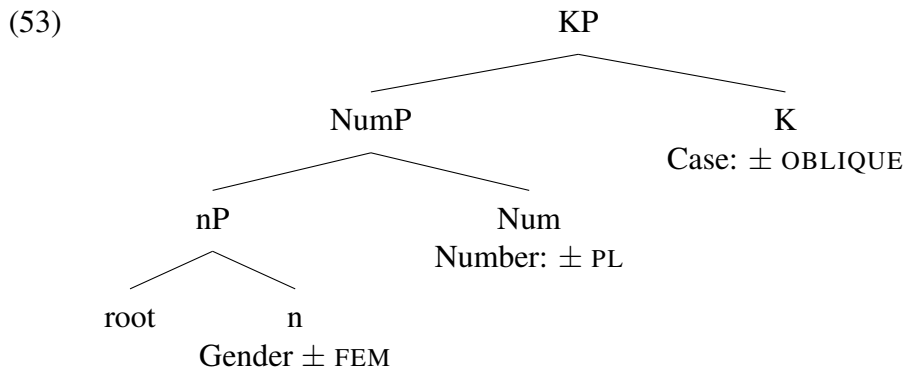 (53) KP
NumP K
Case: ± OBLIQUE
nP Num
Number: ± PL
root n
Gender ± FEM